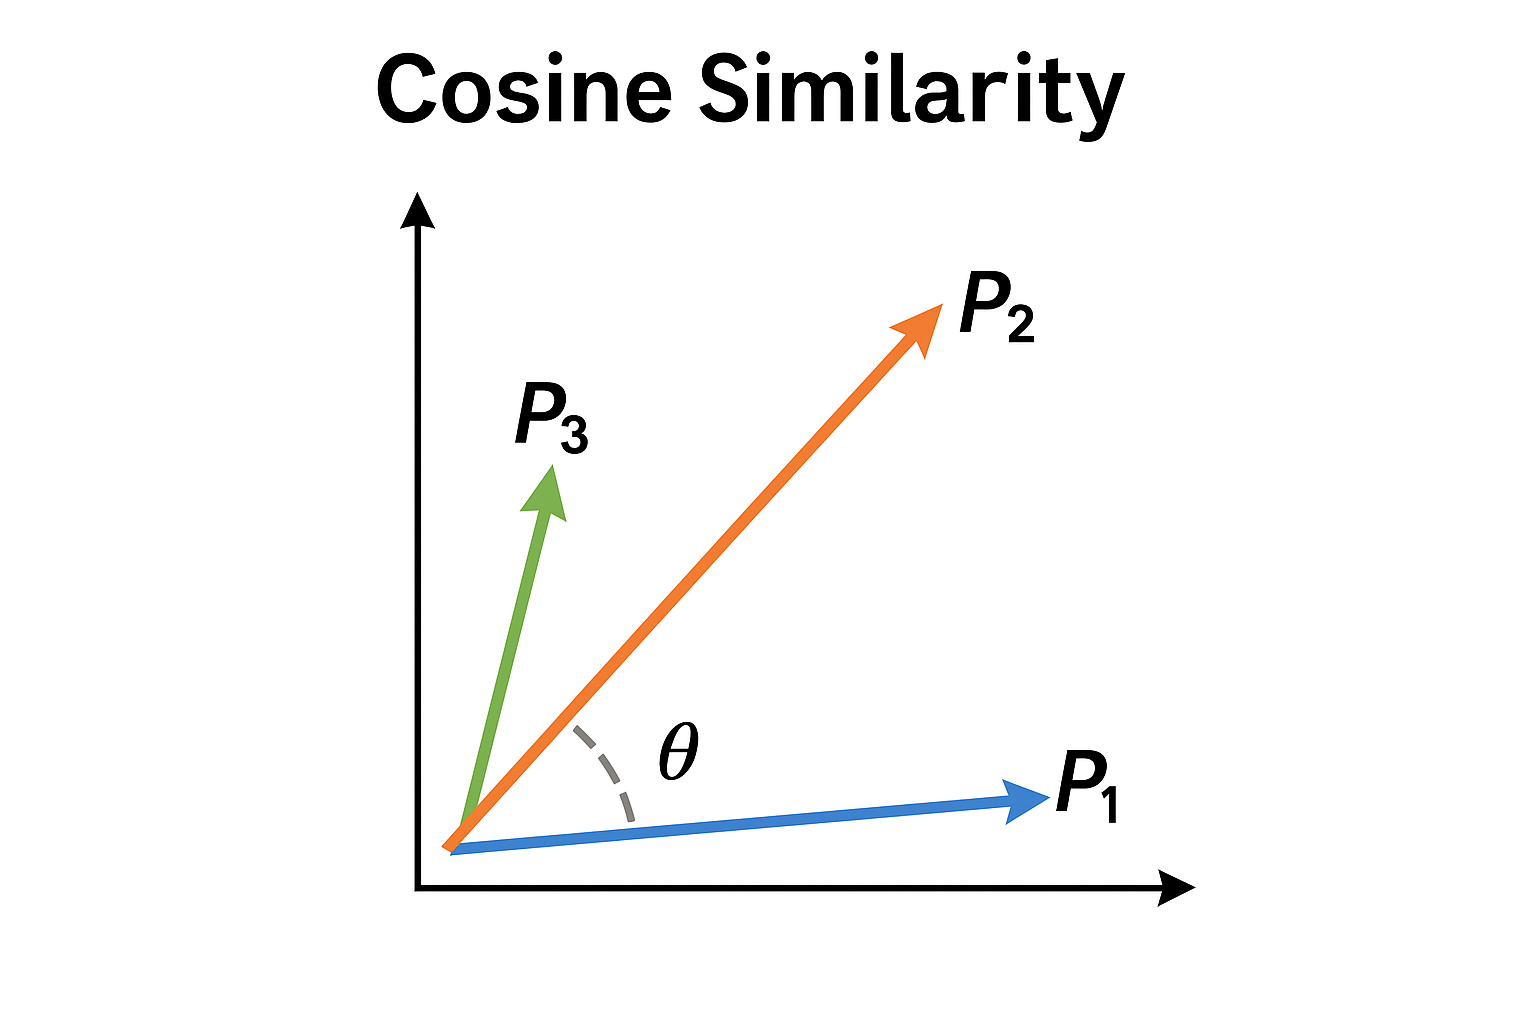 Cosine Similarity
P₂
P₃
θ
P₁